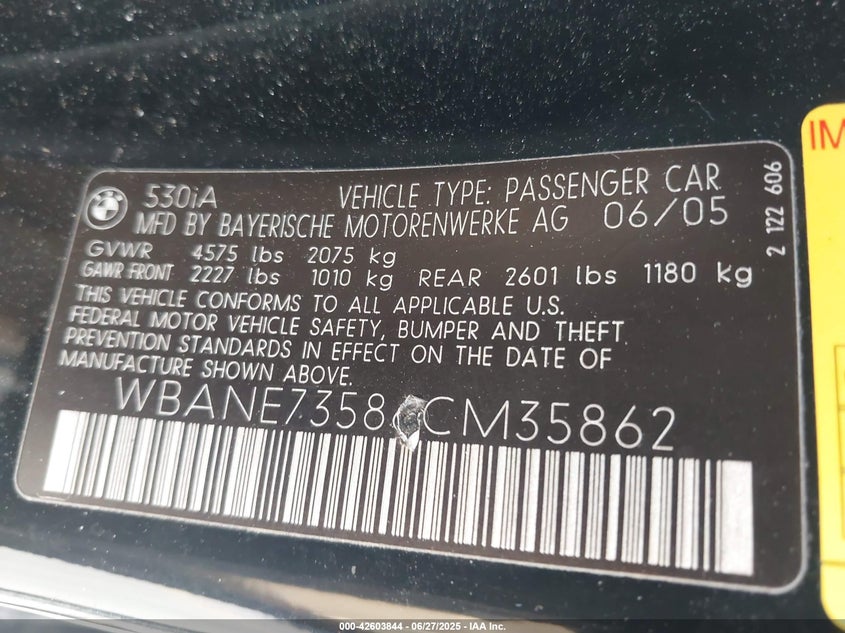 530iA VEHICLE TYPE: PASSENGER CAR
MFD BY BAYERISCHE MOTORENWERKE AG 06/05
GVWR 4575 lbs 2075 kg
GAWR FRONT 2227 lbs 1010 kg REAR 2601 lbs 1180 kg
THIS VEHICLE CONFORMS TO ALL APPLICABLE U.S.
FEDERAL MOTOR VEHICLE SAFETY, BUMPER AND THEFT
PREVENTION STANDARDS IN EFFECT ON THE DATE OF
MANUFACTURE SHOWN ABOVE.
WBANE7358 CM35862
2 122 606
IM
000-42603844 / 06/27/2025 - IAA Inc.